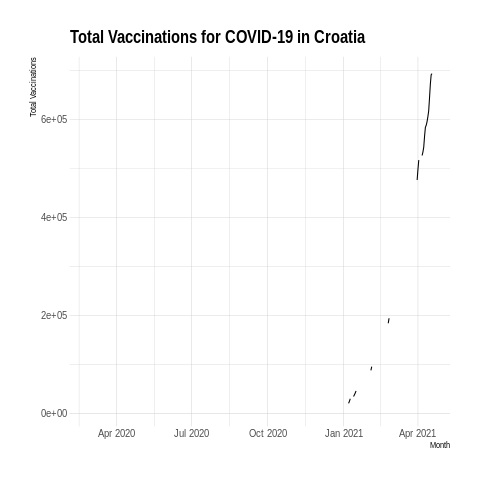 Total Vaccinations for COVID-19 in Croatia
Total Vaccinations
6e+05
4e+05
2e+05
0e+00
Apr 2020 Jul 2020 Oct 2020 Jan 2021 Apr 2021
Month